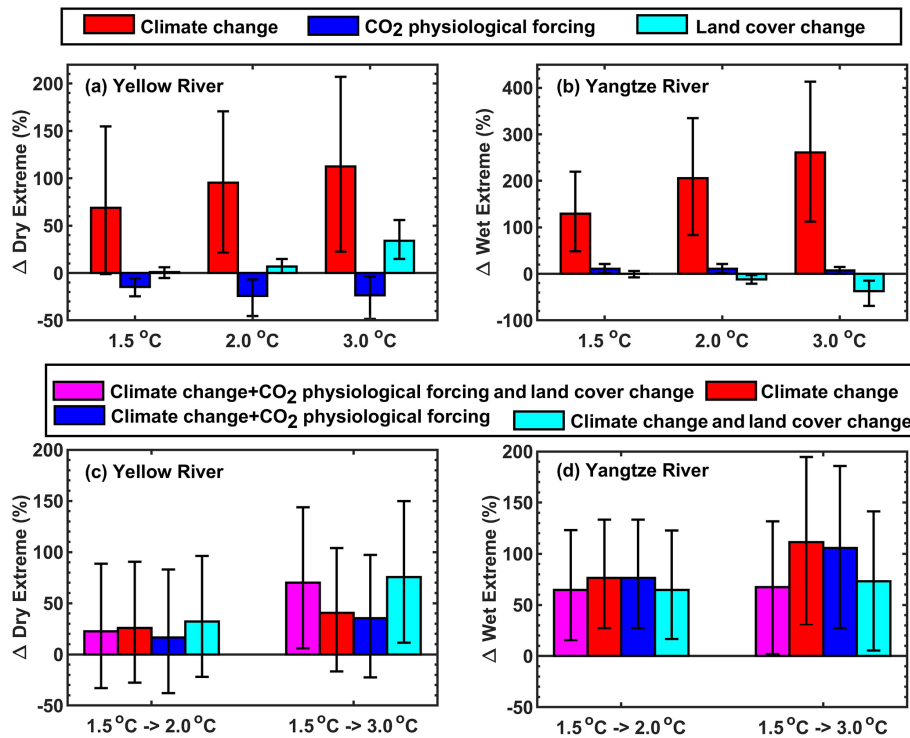 Climate change CO2 physiological forcing Land cover change
(a) Yellow River
Δ Dry Extreme (%)
200
150
100
50
0
-50
1.5 °C 2.0 °C 3.0 °C
(b) Yangtze River
Δ Wet Extreme (%)
400
300
200
100
0
-100
1.5 °C 2.0 °C 3.0 °C
Climate change+CO2 physiological forcing and land cover change Climate change
Climate change+CO2 physiological forcing Climate change and land cover change
(c) Yellow River
Δ Dry Extreme (%)
200
150
100
50
0
-50
1.5 °C -> 2.0 °C 1.5 °C -> 3.0 °C
(d) Yangtze River
Δ Wet Extreme (%)
200
150
100
50
0
-50
1.5 °C -> 2.0 °C 1.5 °C -> 3.0 °C